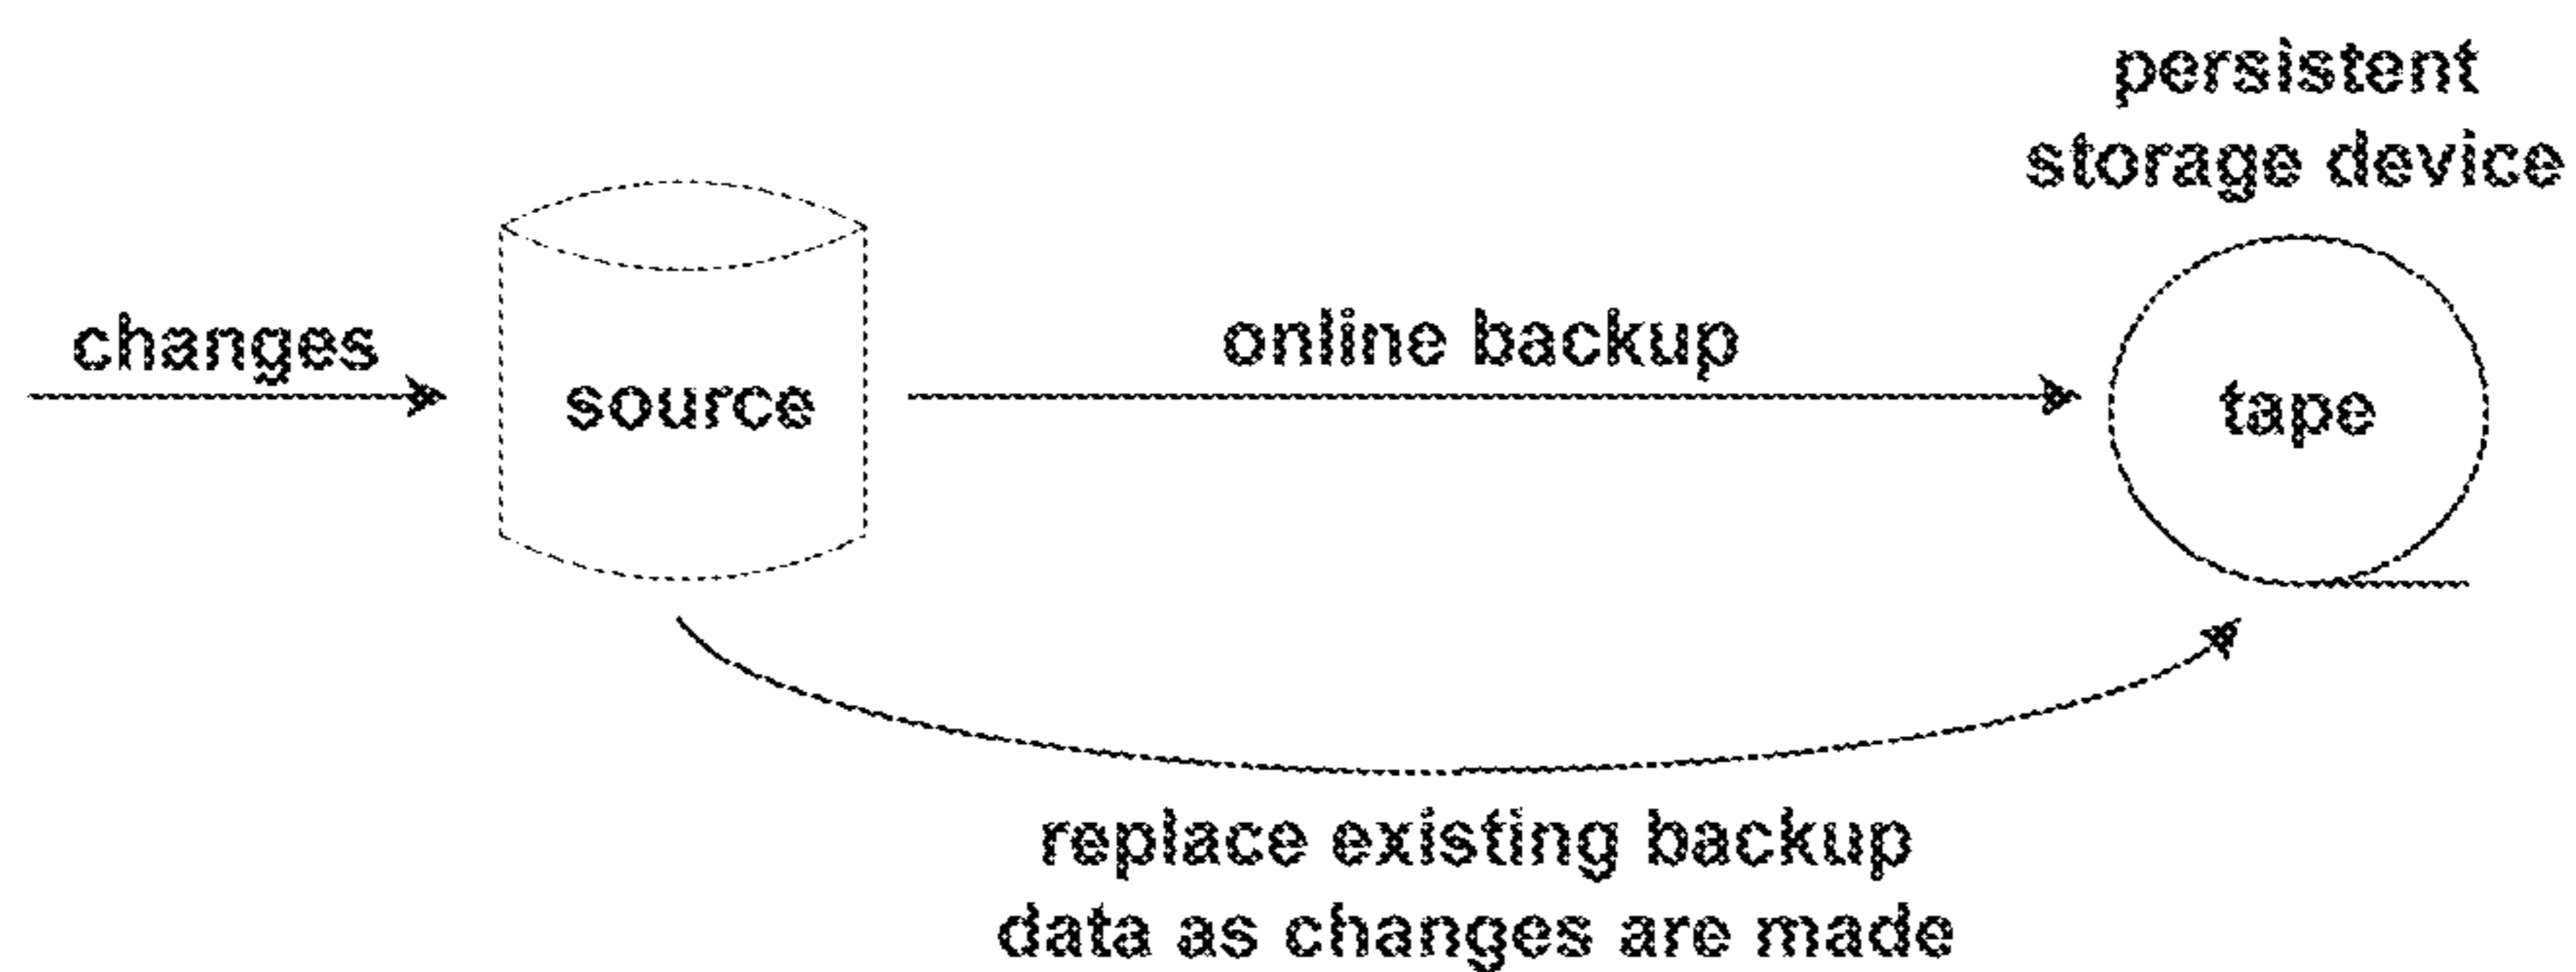 persistent
storage device
changes
source
online backup
tape
replace existing backup
data as changes are made